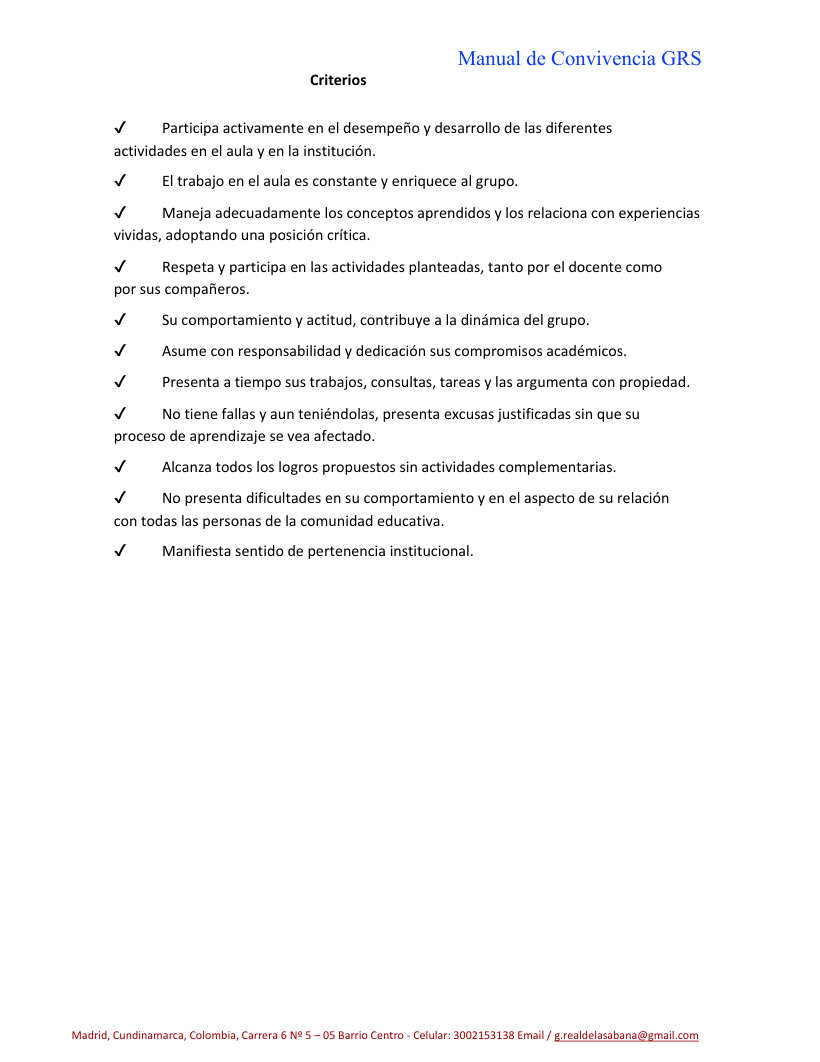 Manual de Convivencia GRS
Criterios
✓ Participa activamente en el desempeño y desarrollo de las diferentes
actividades en el aula y en la institución.
✓ El trabajo en el aula es constante y enriquece al grupo.
✓ Maneja adecuadamente los conceptos aprendidos y los relaciona con experiencias
vividas, adoptando una posición crítica.
✓ Respeta y participa en las actividades planteadas, tanto por el docente como
por sus compañeros.
✓ Su comportamiento y actitud, contribuye a la dinámica del grupo.
✓ Asume con responsabilidad y dedicación sus compromisos académicos.
✓ Presenta a tiempo sus trabajos, consultas, tareas y las argumenta con propiedad.
✓ No tiene fallas y aun teniéndolas, presenta excusas justificadas sin que su
proceso de aprendizaje se vea afectado.
✓ Alcanza todos los logros propuestos sin actividades complementarias.
✓ No presenta dificultades en su comportamiento y en el aspecto de su relación
con todas las personas de la comunidad educativa.
✓ Manifiesta sentido de pertenencia institucional.
Madrid, Cundinamarca, Colombia, Carrera 6 Nº 5 – 05 Barrio Centro - Celular: 3002153138 Email / g.realdelasabana@gmail.com